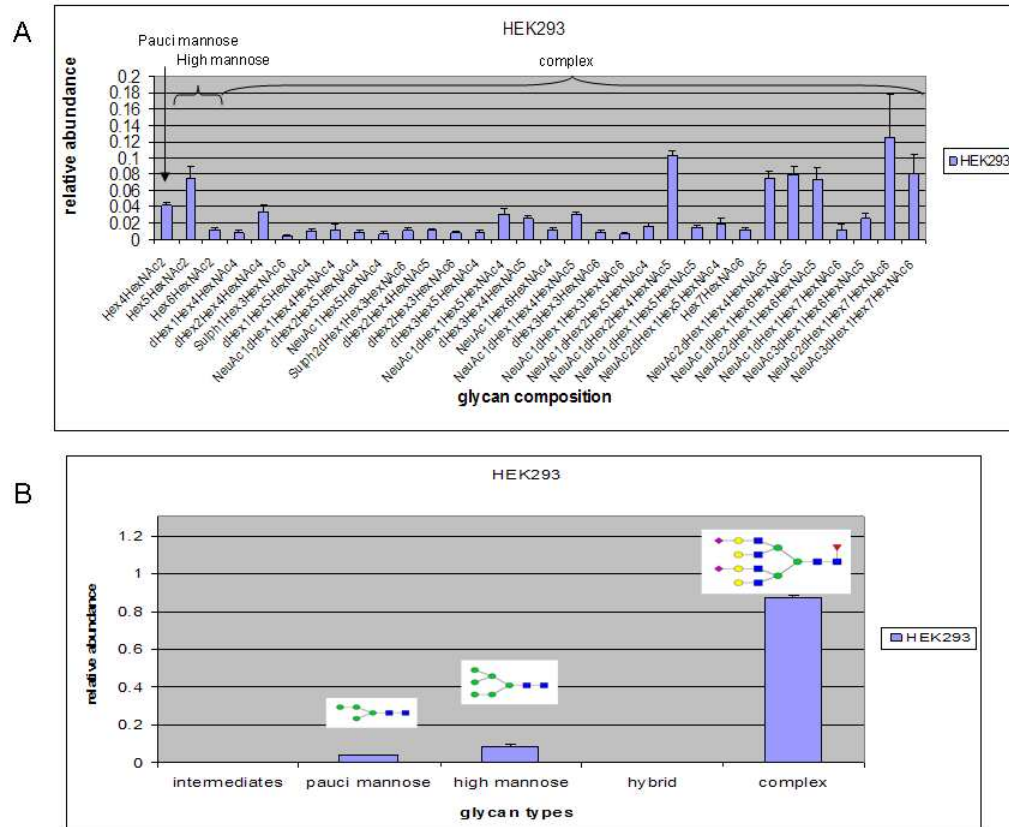 A
HEK293
Pauci mannose
High mannose
complex
relative abundance
0.2
0.18
0.16
0.14
0.12
0.1
0.08
0.06
0.04
0.02
0
HEK293
Hex4HexNAc2
Hex5HexNAc2
Hex6HexNAc2
dHex1Hex4HexNAc4
dHex2Hex4HexNAc4
Sulph1Hex3HexNAc6
dHex1Hex5HexNAc4
NeuAc1dHex1Hex4HexNAc4
dHex2Hex5HexNAc4
NeuAc1Hex5HexNAc4
Sulph2dHex1Hex3HexNAc6
dHex2Hex4HexNAc5
dHex2Hex3HexNAc6
dHex3Hex5HexNAc4
NeuAc1dHex1Hex5HexNAc4
dHex3Hex4HexNAc5
NeuAc1Hex6HexNAc4
NeuAc1dHex1Hex4HexNAc5
dHex3Hex3HexNAc6
NeuAc1dHex1Hex3HexNAc6
NeuAc1dHex2Hex5HexNAc4
NeuAc1dHex2Hex4HexNAc5
NeuAc1dHex1Hex5HexNAc5
NeuAc2dHex1Hex5HexNAc4
Hex7HexNAc6
NeuAc2dHex1Hex4HexNAc5
NeuAc1dHex1Hex6HexNAc5
NeuAc2dHex1Hex6HexNAc5
NeuAc1dHex1Hex7HexNAc6
NeuAc3dHex1Hex6HexNAc5
NeuAc2dHex1Hex7HexNAc6
NeuAc3dHex1Hex7HexNAc6
glycan composition
B
HEK293
relative abundance
1.2
1
0.8
0.6
0.4
0.2
0
HEK293
intermediates
pauci mannose
high mannose
hybrid
complex
glycan types